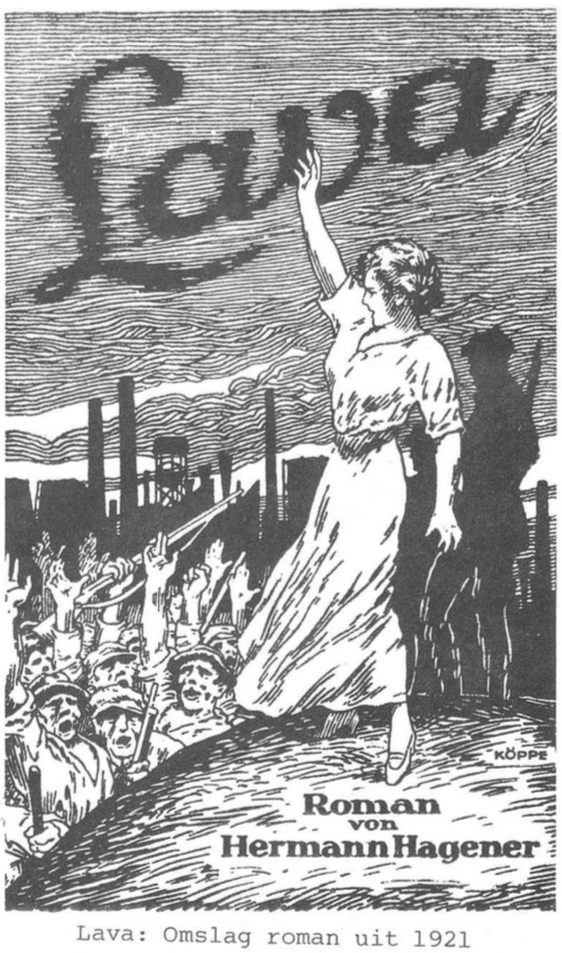 Lava
KÖPPE
Roman
von
Hermann Hagener
Lava: Omslag roman uit 1921